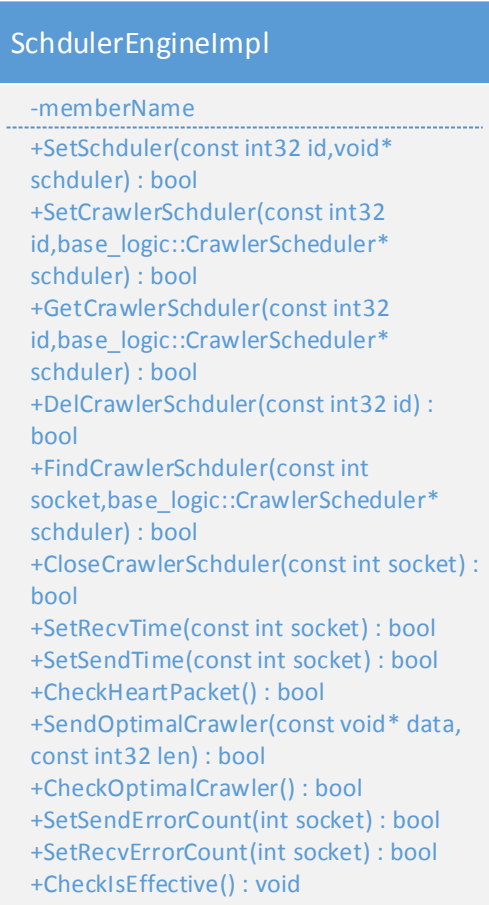 SchdulerEngineImpl
-memberName
+SetSchduler(const int32 id,void*
schduler) : bool
+SetCrawlerSchduler(const int32
id,base_logic::CrawlerScheduler*
schduler) : bool
+GetCrawlerSchduler(const int32
id,base_logic::CrawlerScheduler*
schduler) : bool
+DelCrawlerSchduler(const int32 id) :
bool
+FindCrawlerSchduler(const int
socket,base_logic::CrawlerScheduler*
schduler) : bool
+CloseCrawlerSchduler(const int socket) :
bool
+SetRecvTime(const int socket) : bool
+SetSendTime(const int socket) : bool
+CheckHeartPacket() : bool
+SendOptimalCrawler(const void* data,
const int32 len) : bool
+CheckOptimalCrawler() : bool
+SetSendErrorCount(int socket) : bool
+SetRecvErrorCount(int socket) : bool
+CheckIsEffective() : void